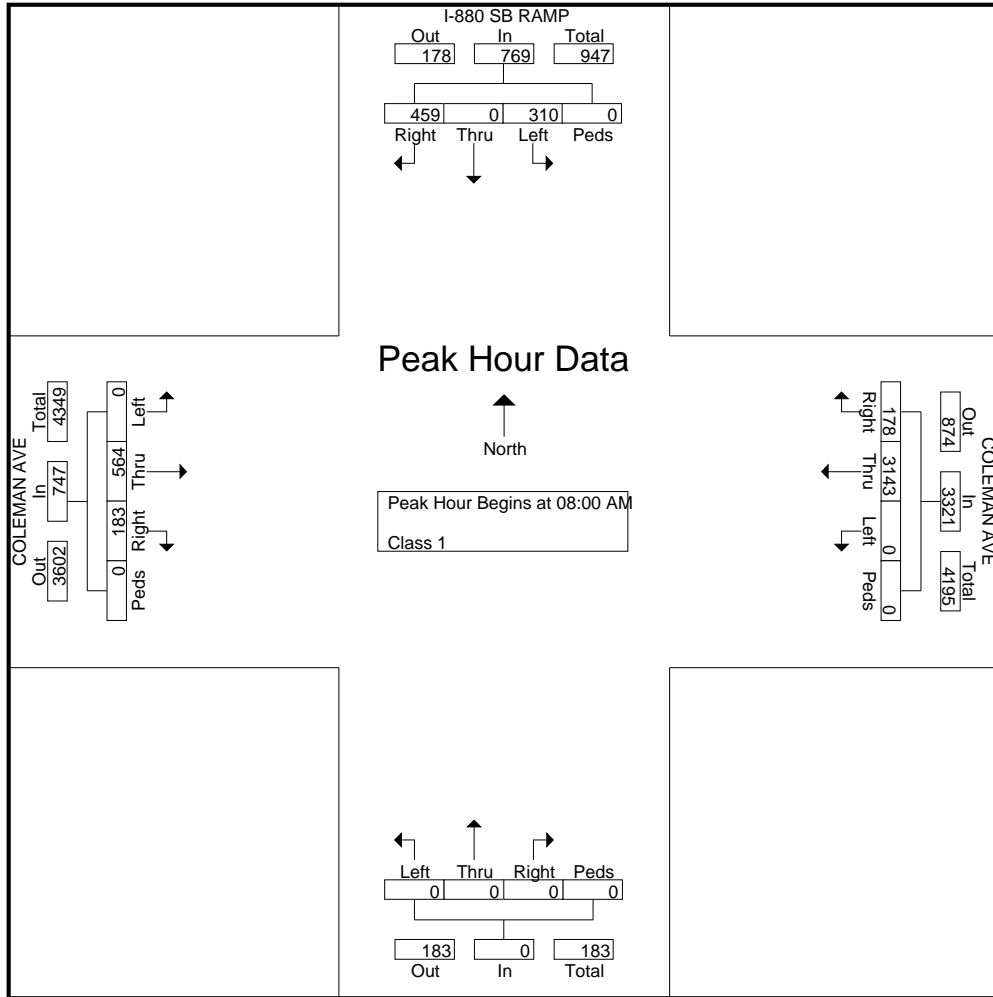 I-880 SB RAMP
Out In Total
178 769 947
459 0 310 0
Right Thru Left Peds
Peak Hour Data
North
Peak Hour Begins at 08:00 AM
Class 1
COLEMAN AVE
Total In Out
4349 747 3602
0 564 183 0
Left Thru Right Peds
COLEMAN AVE
Out In Total
874 3321 4195
178 3143 0 0
Right Thru Left Peds
Left Thru Right Peds
0 0 0 0
183 0 183
Out In Total